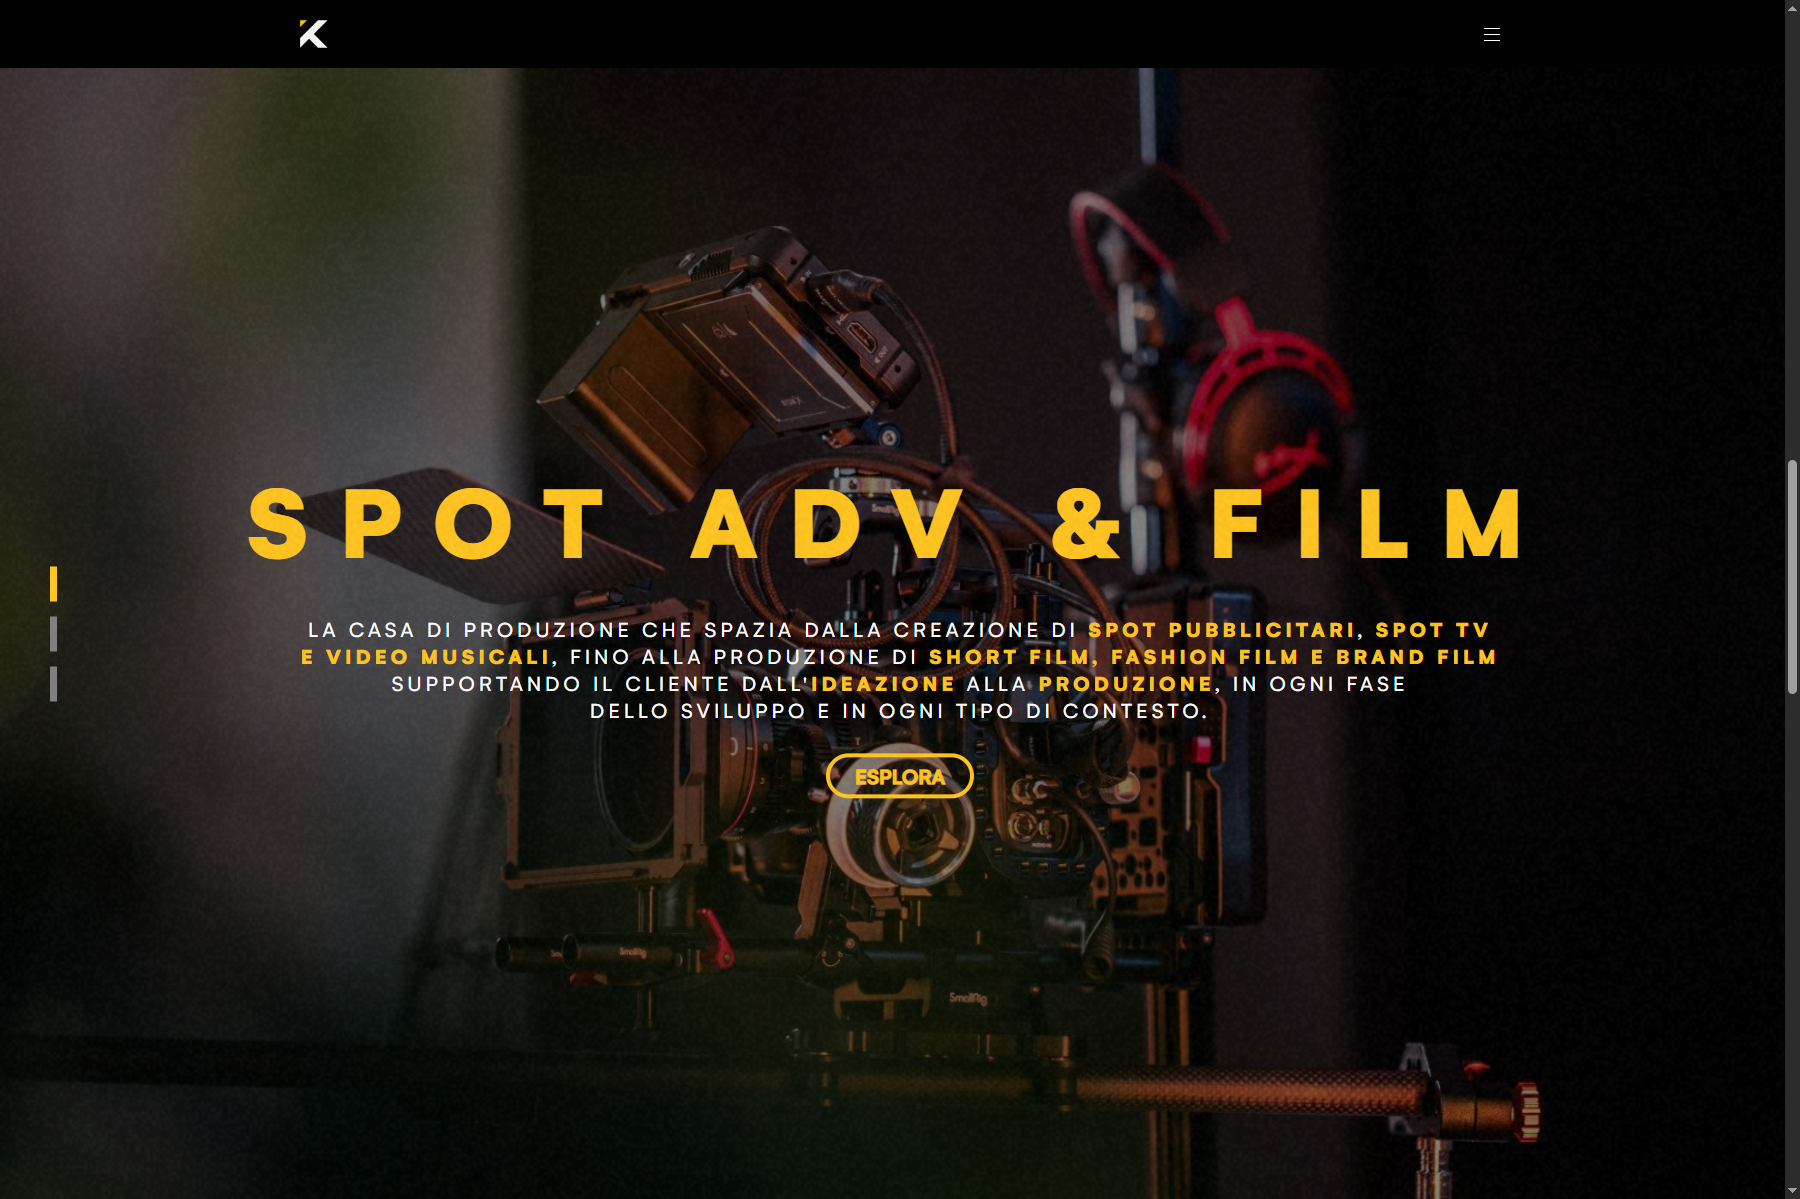 SPOT ADV & FILM
LA CASA DI PRODUZIONE CHE SPAZIA DALLA CREAZIONE DI SPOT PUBBLICITARI, SPOT TV
E VIDEO MUSICALI, FINO ALLA PRODUZIONE DI SHORT FILM, FASHION FILM E BRAND FILM
SUPPORTANDO IL CLIENTE DALL'IDEAZIONE ALLA PRODUZIONE, IN OGNI FASE
DELLO SVILUPPO E IN OGNI TIPO DI CONTESTO.
ESPLORA
SmallRig
SmallRig